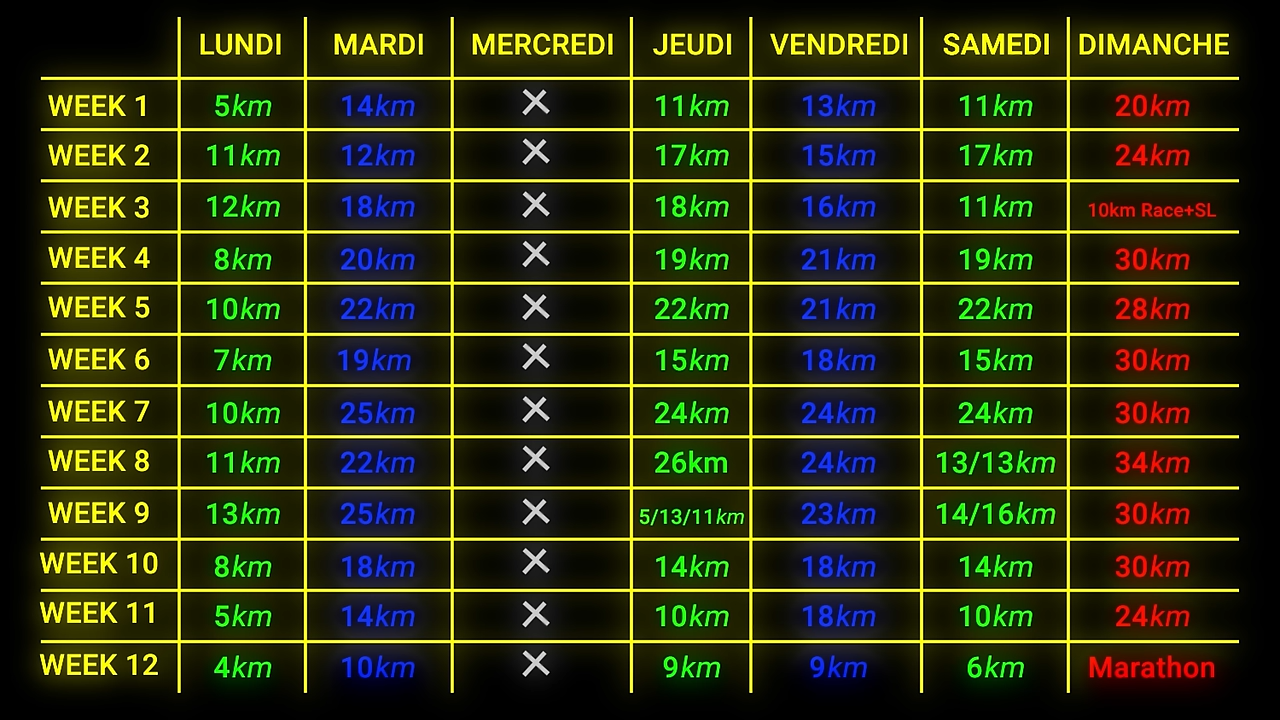 LUNDI MARDI MERCREDI JEUDI VENDREDI SAMEDI DIMANCHE
WEEK 1 5km 14km ✕ 11km 13km 11km 20km
WEEK 2 11km 12km ✕ 17km 15km 17km 24km
WEEK 3 12km 18km ✕ 18km 16km 11km 10km Race+SL
WEEK 4 8km 20km ✕ 19km 21km 19km 30km
WEEK 5 10km 22km ✕ 22km 21km 22km 28km
WEEK 6 7km 19km ✕ 15km 18km 15km 30km
WEEK 7 10km 25km ✕ 24km 24km 24km 30km
WEEK 8 11km 22km ✕ 26km 24km 13/13km 34km
WEEK 9 13km 25km ✕ 5/13/11km 23km 14/16km 30km
WEEK 10 8km 18km ✕ 14km 18km 14km 30km
WEEK 11 5km 14km ✕ 10km 18km 10km 24km
WEEK 12 4km 10km ✕ 9km 9km 6km Marathon